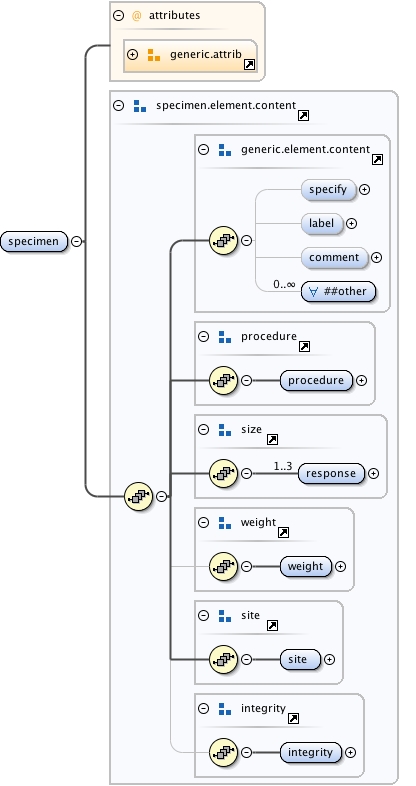 @ attributes
generic.attrib
specimen.element.content
generic.element.content
specify
label
specimen
comment
0..∞
∀ ##other
procedure
procedure
size
1..3
response
weight
weight
site
site
integrity
integrity